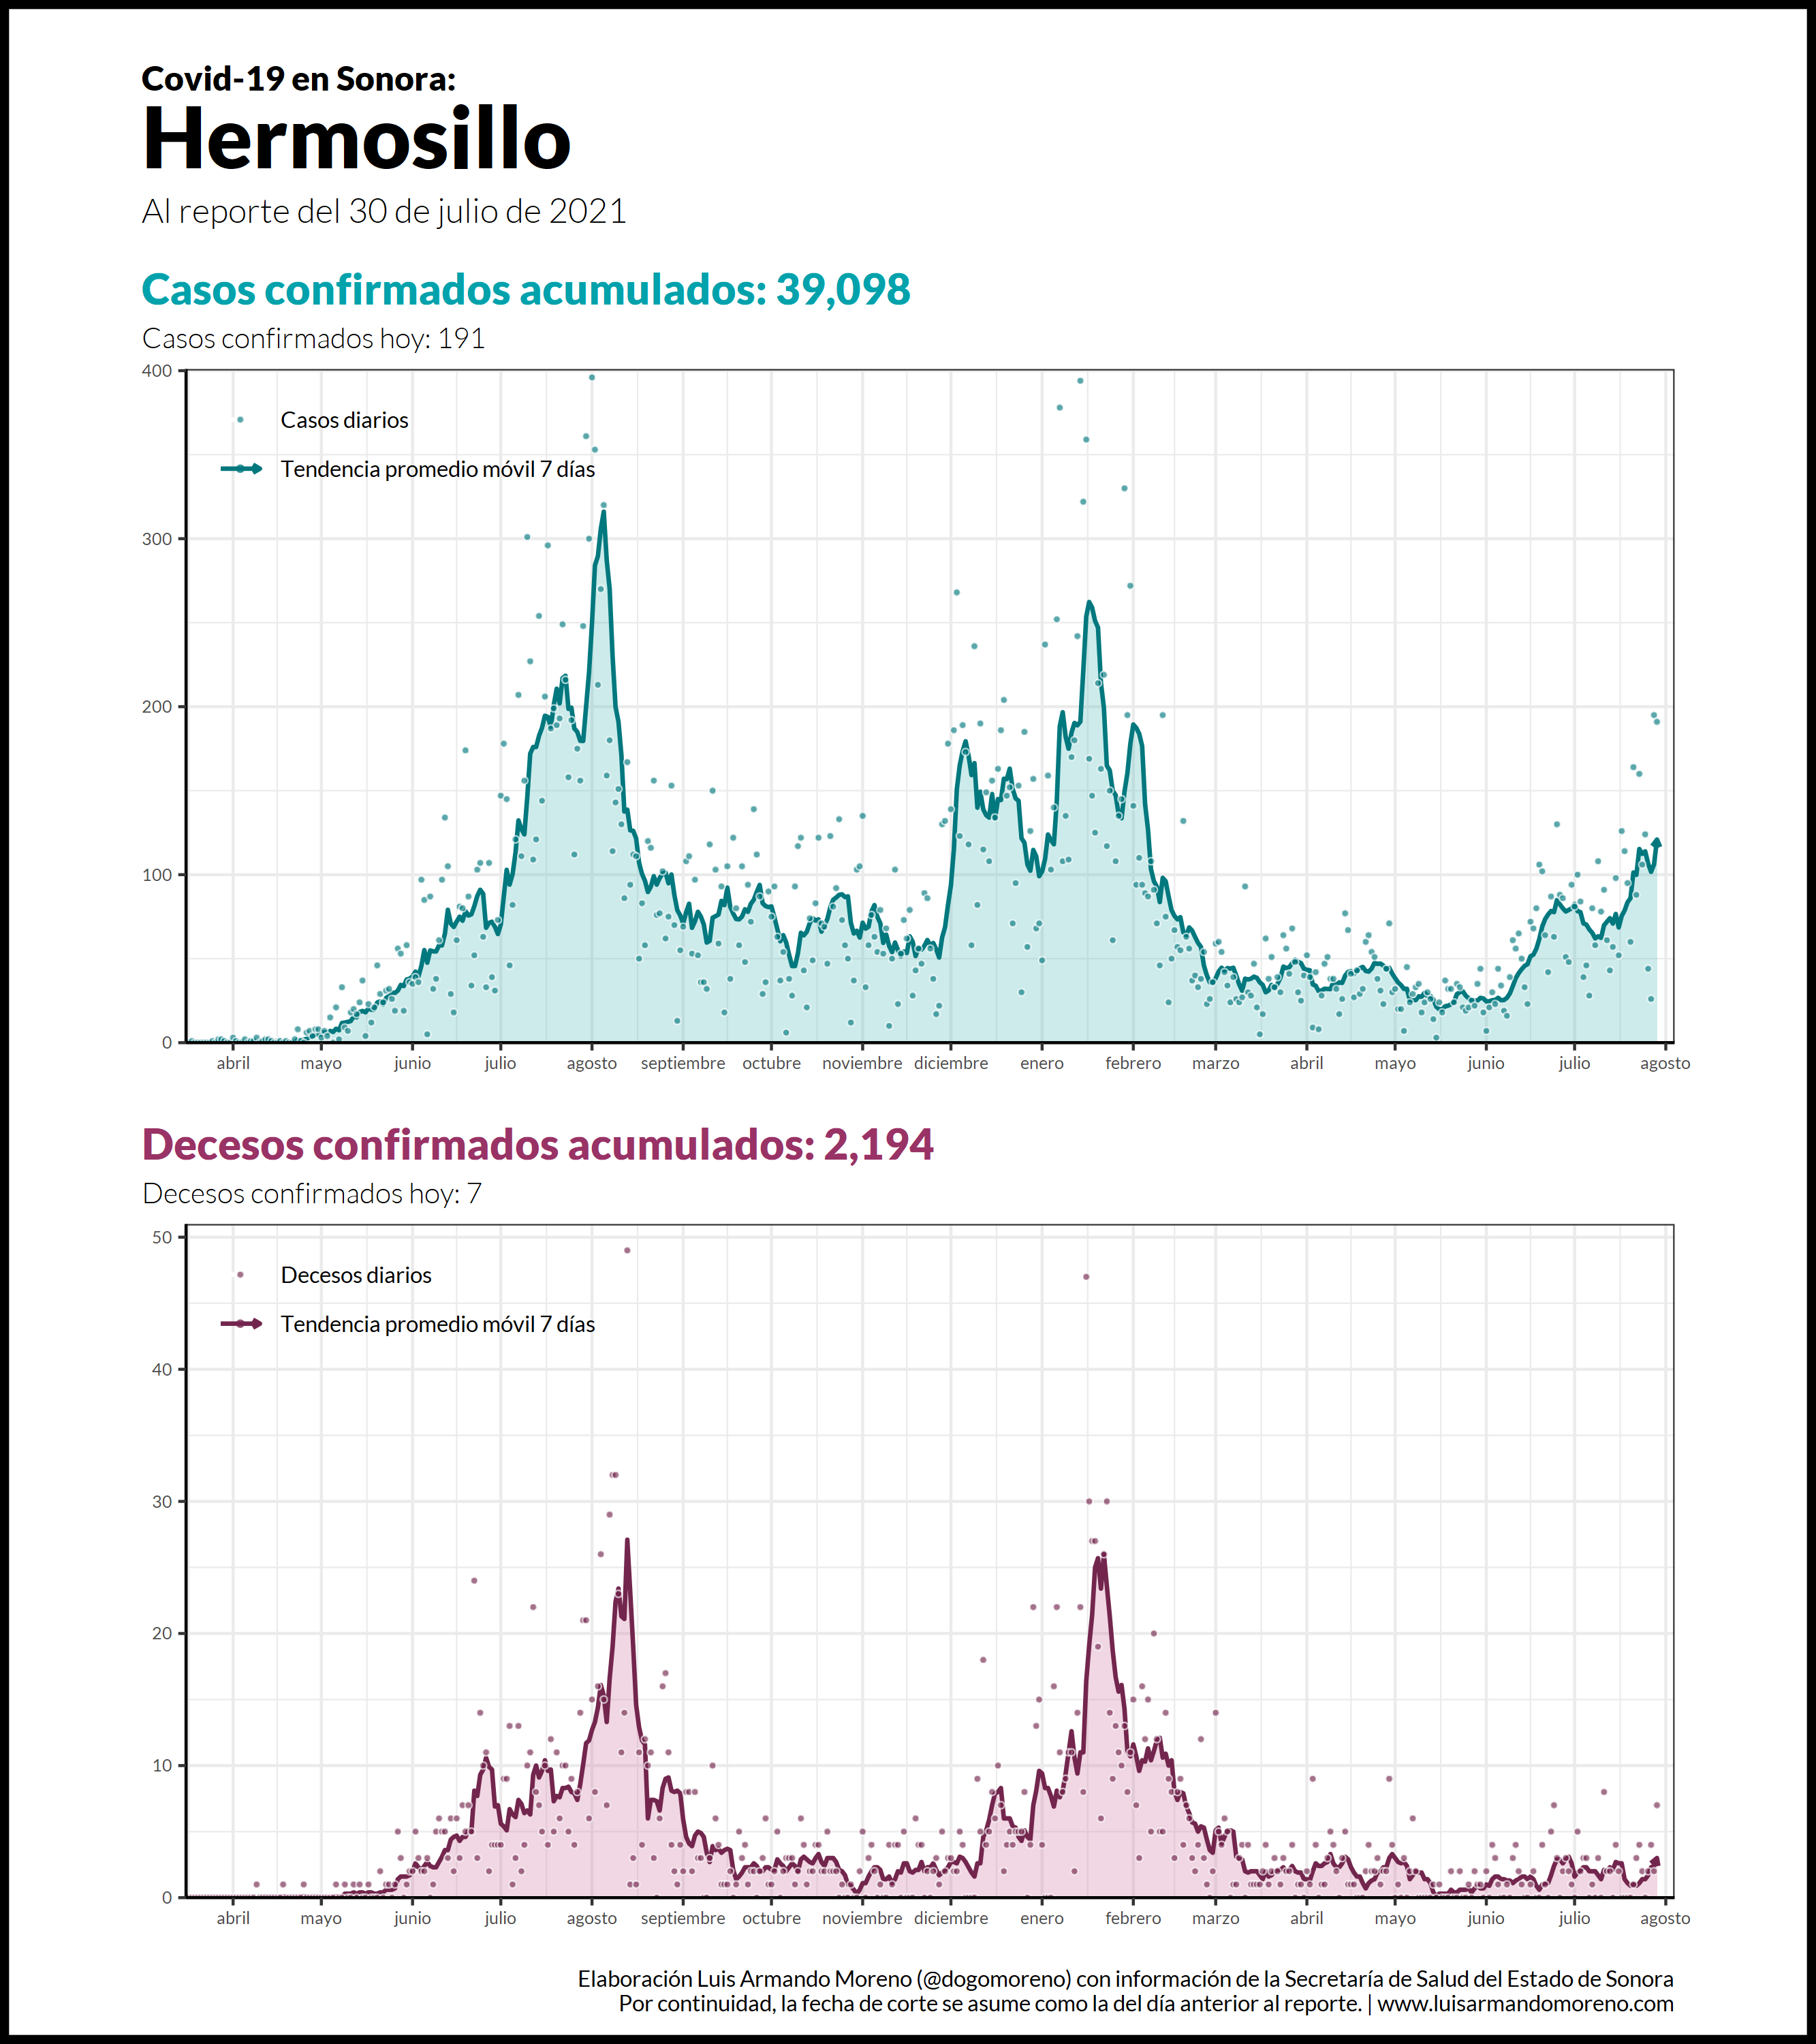 Covid-19 en Sonora:
Hermosillo
Al reporte del 30 de julio de 2021
Casos confirmados acumulados: 39,098
Casos confirmados hoy: 191
400
300
200
100
0
Casos diarios
Tendencia promedio móvil 7 días
abril mayo junio julio agosto septiembre octubre noviembre diciembre enero febrero marzo abril mayo junio julio agosto
Decesos confirmados acumulados: 2,194
Decesos confirmados hoy: 7
50
40
30
20
10
0
Decesos diarios
Tendencia promedio móvil 7 días
abril mayo junio julio agosto septiembre octubre noviembre diciembre enero febrero marzo abril mayo junio julio agosto
Elaboración Luis Armando Moreno (@dogomoreno) con información de la Secretaría de Salud del Estado de Sonora
Por continuidad, la fecha de corte se asume como la del día anterior al reporte. | www.luisarmandomoreno.com